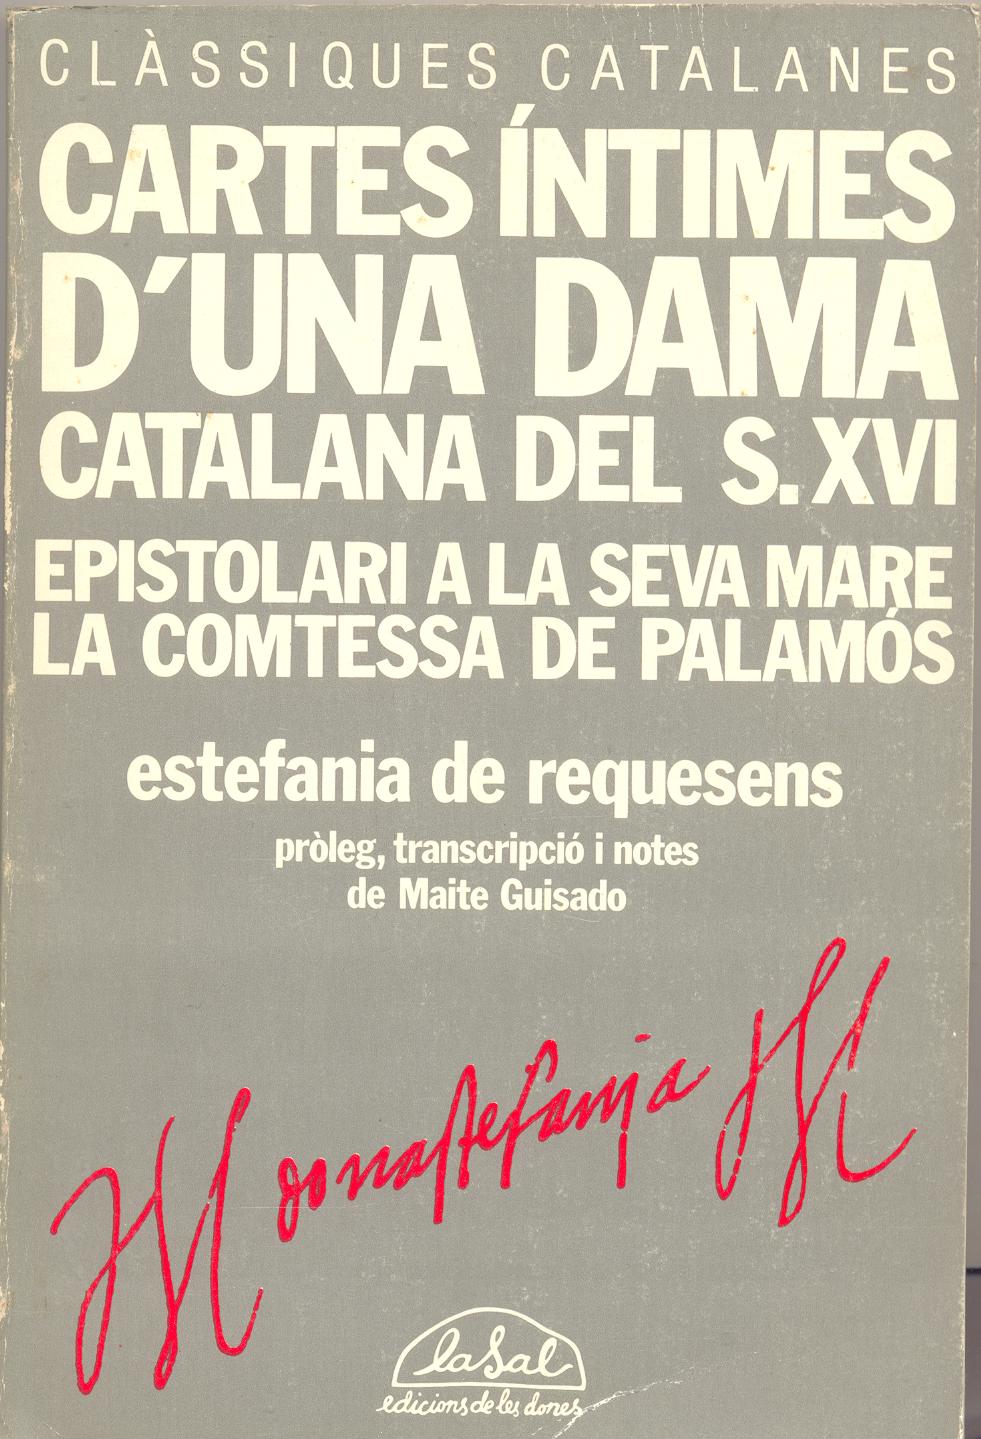 CLÀSSIQUES CATALANES
CARTES ÍNTIMES
D'UNA DAMA
CATALANA DEL S.XVI
EPISTOLARI A LA SEVA MARE
LA COMTESSA DE PALAMÓS
estefania de requesens
pròleg, transcripció i notes
de Maite Guisado
donastefanja
laSal
edicions de les dones